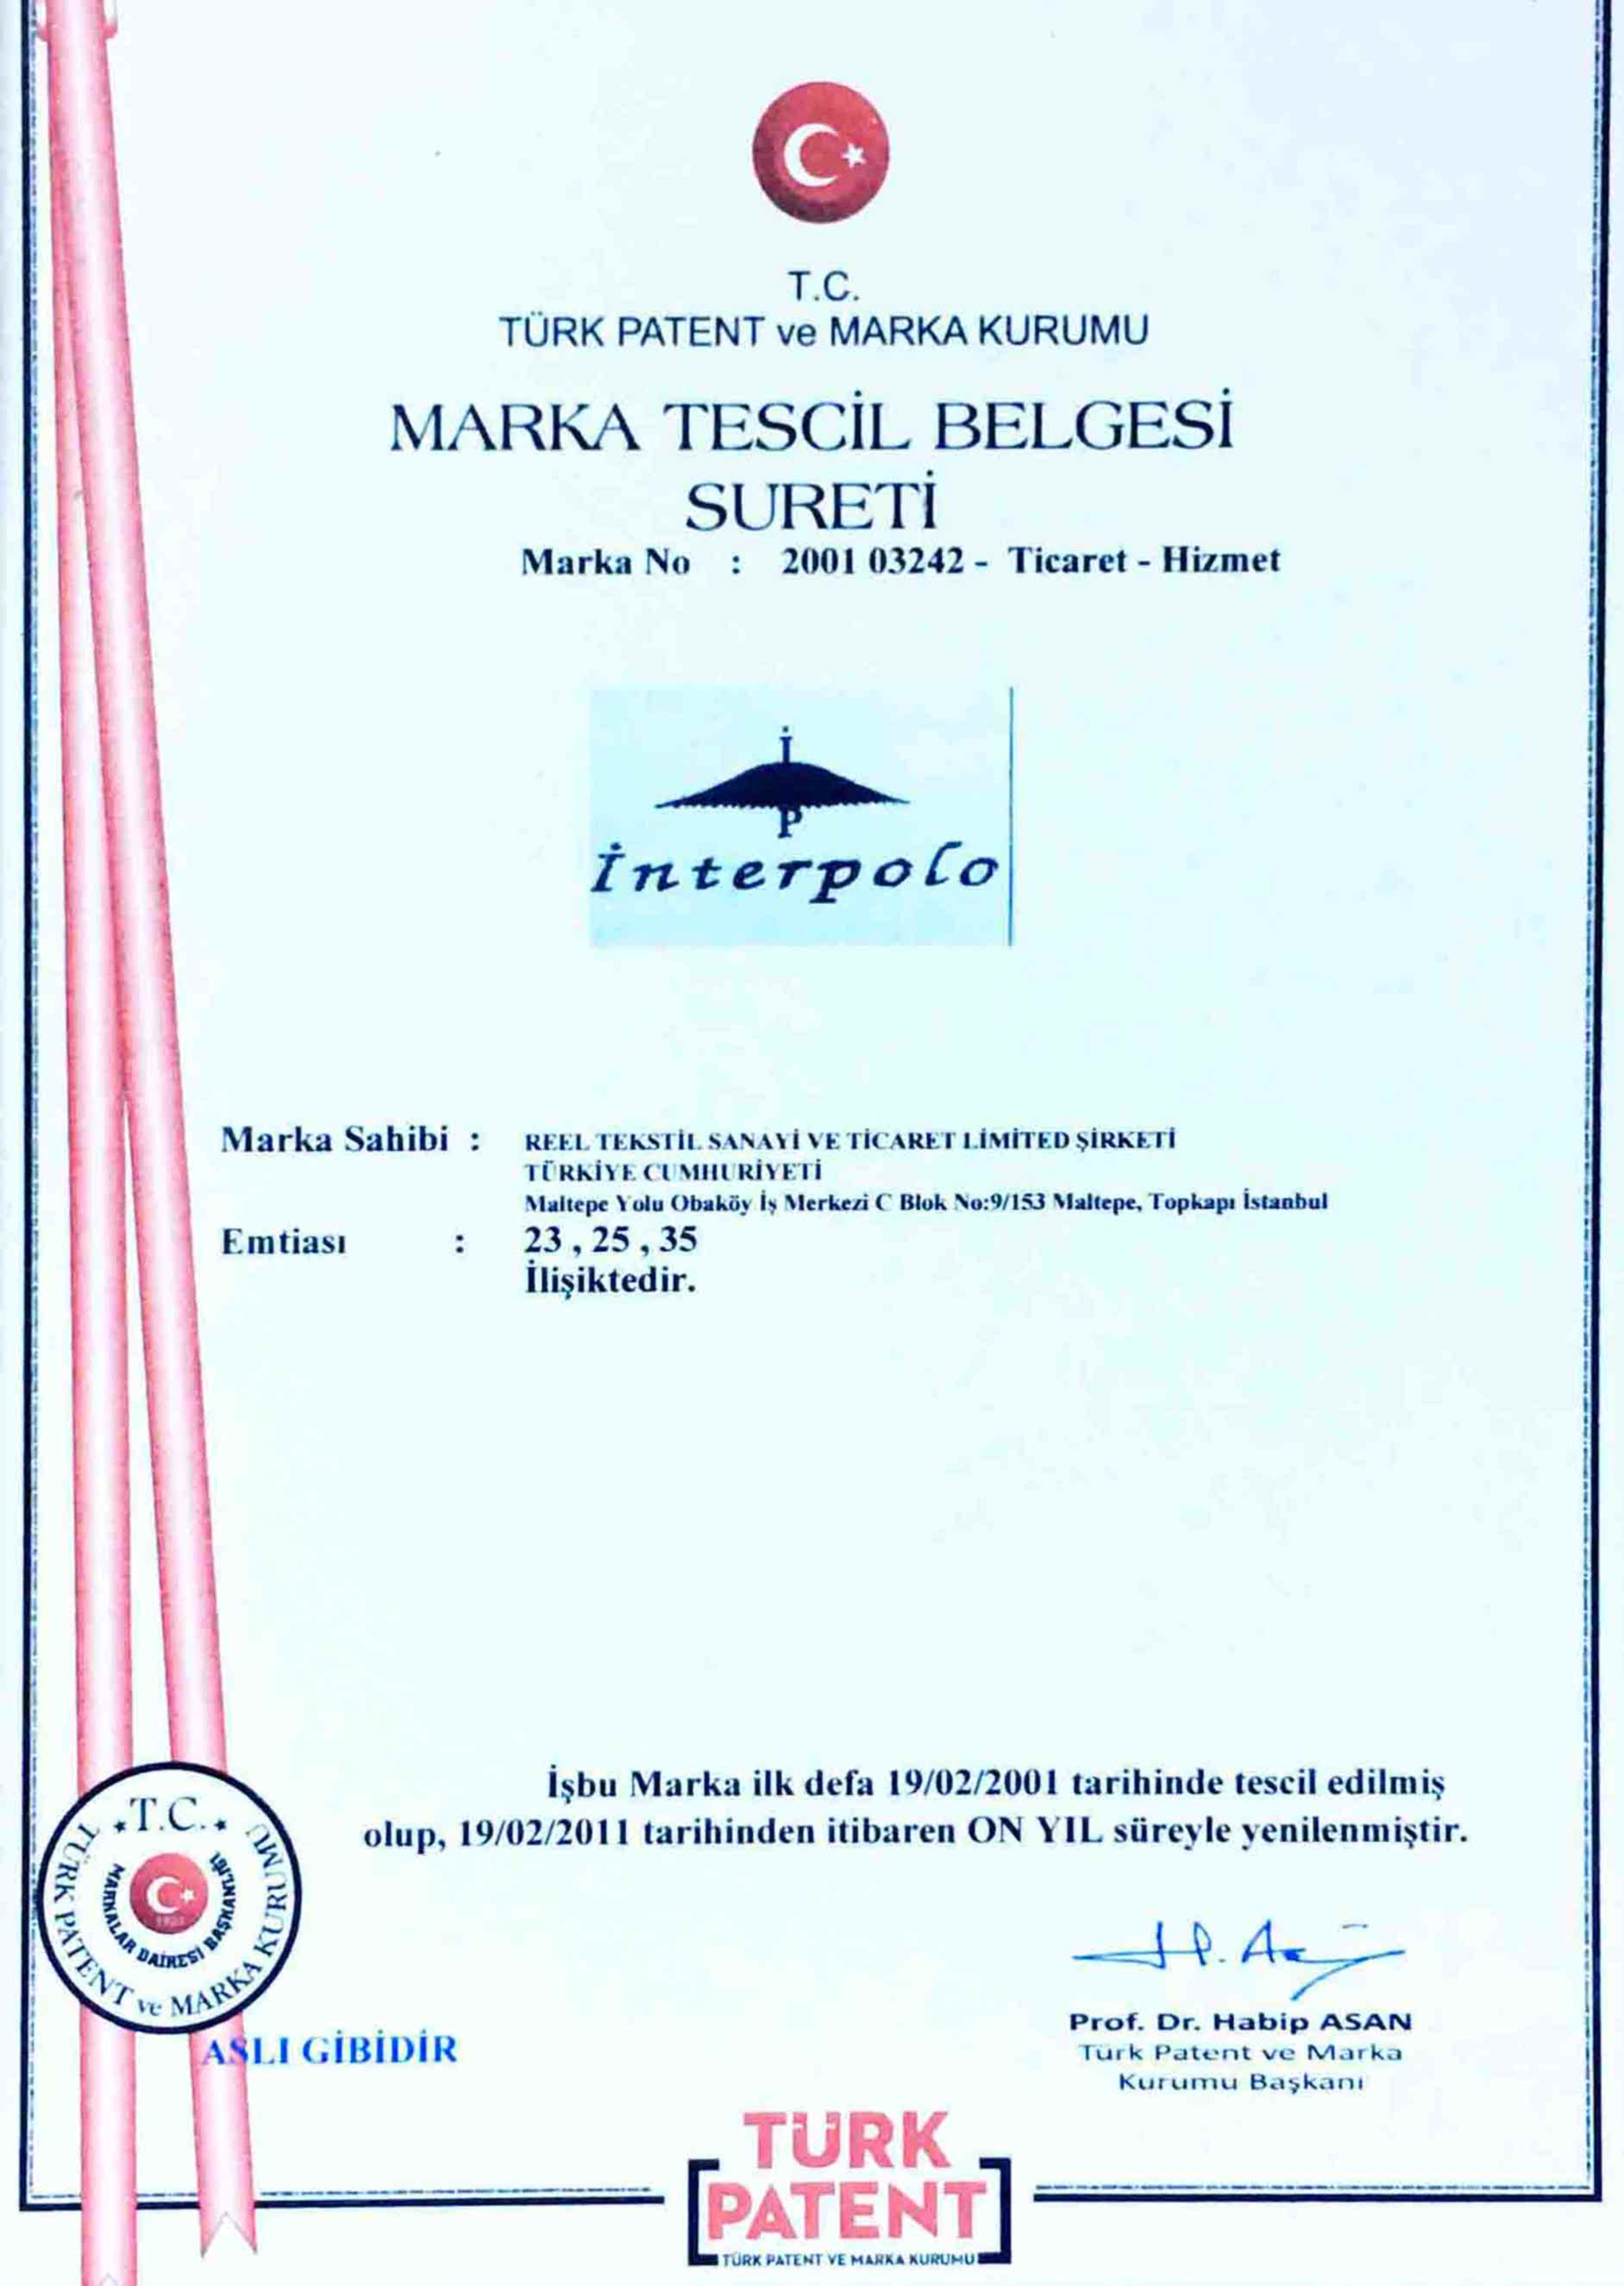 T.C.
TÜRK PATENT ve MARKA KURUMU
MARKA TESCİL BELGESİ
SURETİ
Marka No : 2001 03242 - Ticaret - Hizmet
İ
P
İnterpolo
Marka Sahibi : REEL TEKSTİL SANAYİ VE TİCARET LİMİTED ŞİRKETİ
TÜRKİYE CUMHURİYETİ
Maltepe Yolu Obaköy İş Merkezi C Blok No:9/153 Maltepe, Topkapı İstanbul
Emtiası : 23 , 25 , 35
İlişiktedir.
İşbu Marka ilk defa 19/02/2001 tarihinde tescil edilmiş
olup, 19/02/2011 tarihinden itibaren ON YIL süreyle yenilenmiştir.
T.C.
TÜRK PATENT ve MARKA KURUMU
MARKALAR DAİRESİ BAŞKANLIĞI
ASLI GİBİDİR
H. Asan
Prof. Dr. Habip ASAN
Türk Patent ve Marka
Kurumu Başkanı
TÜRK
PATENT
TÜRK PATENT VE MARKA KURUMU